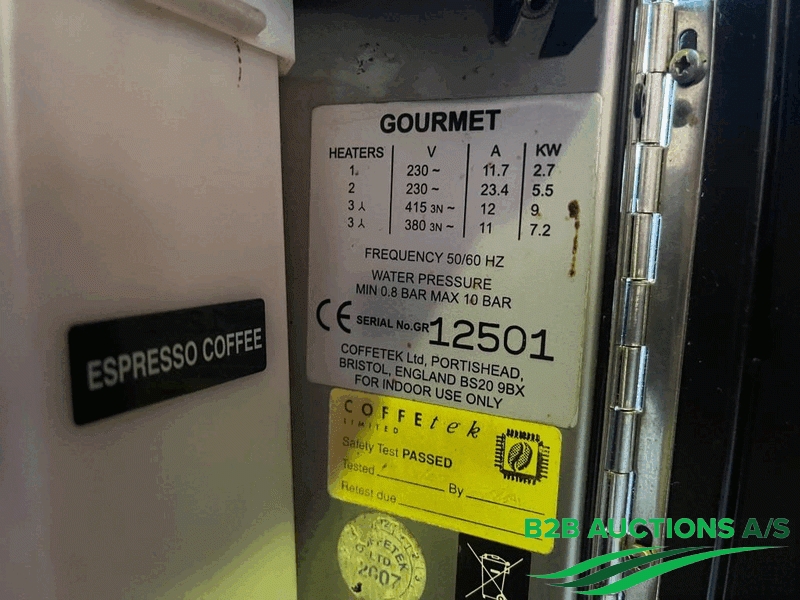 GOURMET
HEATERS V A KW
1 230 ~ 11.7 2.7
2 230 ~ 23.4 5.5
3 ⅄ 415 3N ~ 12 9
3 ⅄ 380 3N ~ 11 7.2
FREQUENCY 50/60 HZ
WATER PRESSURE
MIN 0.8 BAR MAX 10 BAR
CE SERIAL No.GR12501
COFFETEK Ltd, PORTISHEAD,
BRISTOL, ENGLAND BS20 9BX
FOR INDOOR USE ONLY
ESPRESSO COFFEE
COFFEtek
LIMITED
Safety Test PASSED
Tested By
Retest due
LTD.
2007
B2B AUCTIONS A/S